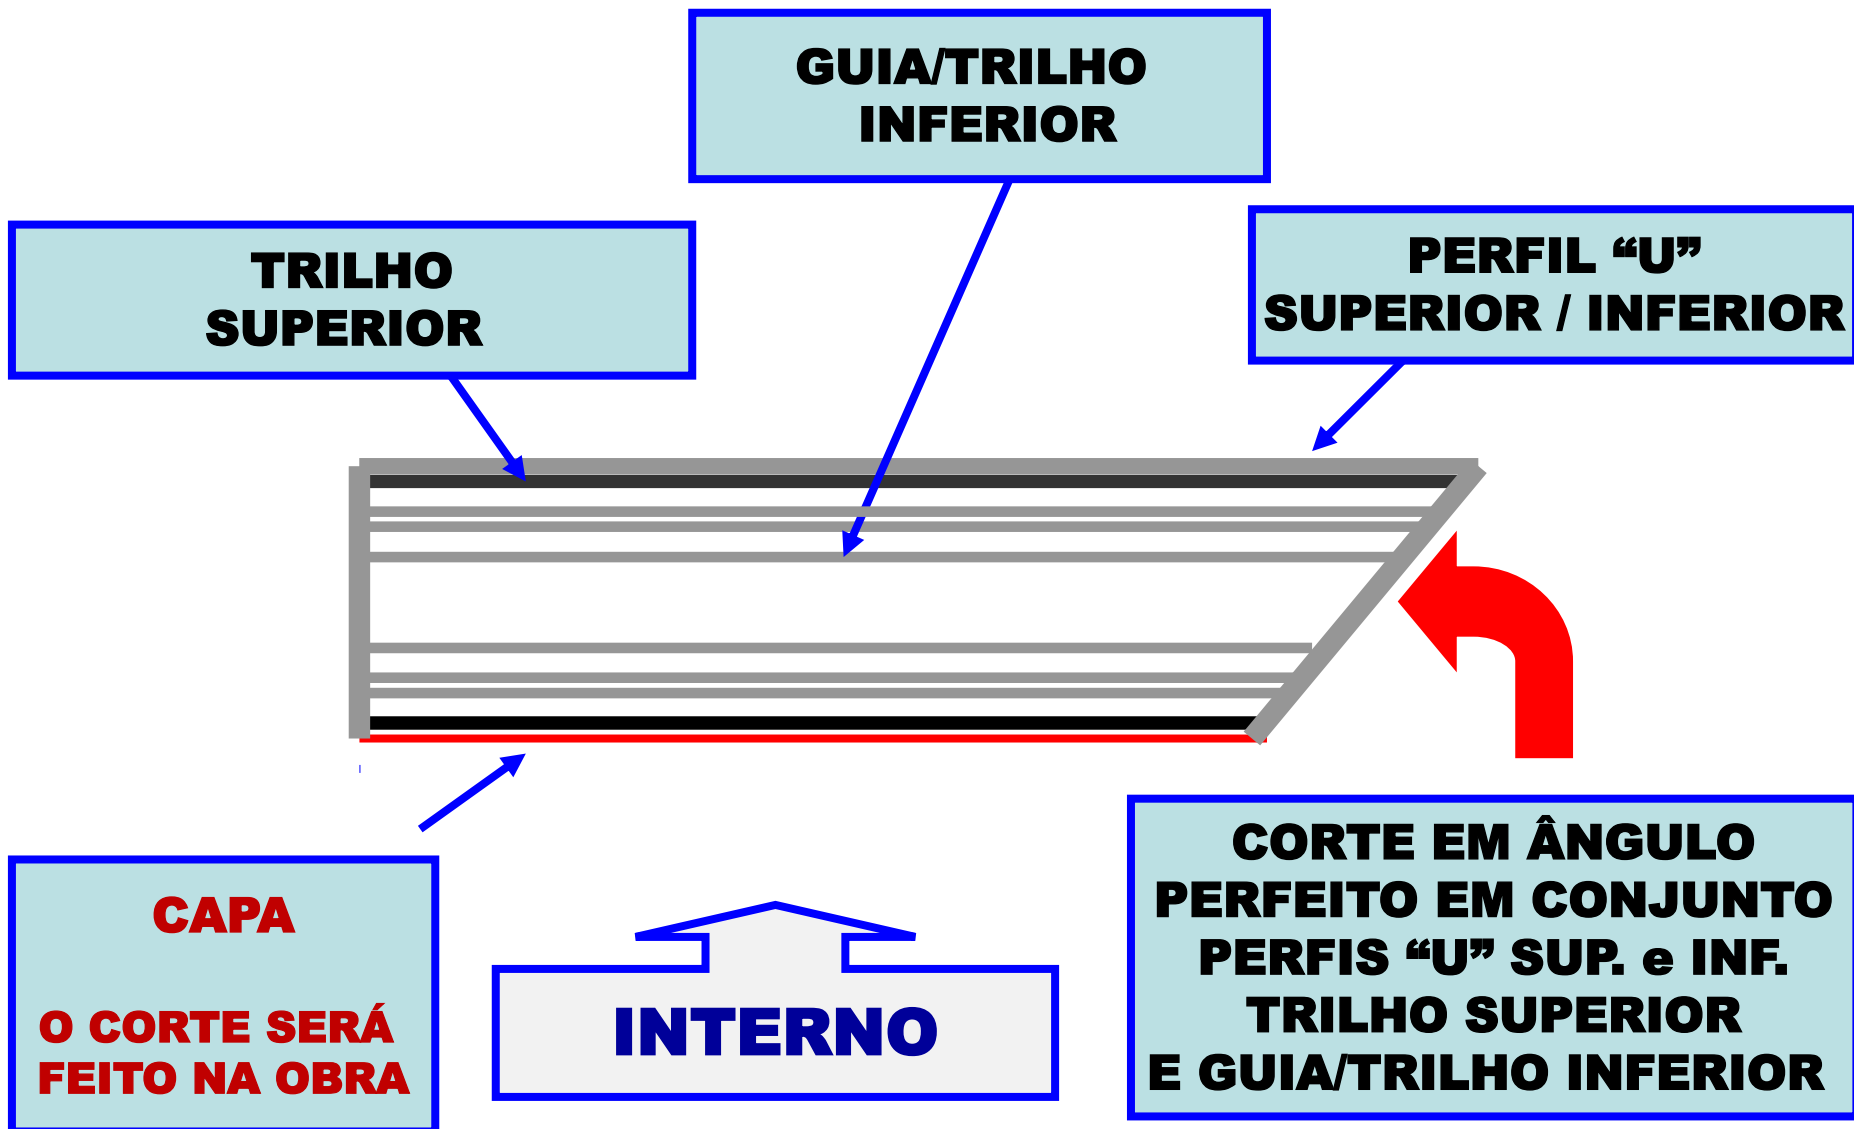 GUIA/TRILHO
INFERIOR
TRILHO
SUPERIOR
PERFIL “U”
SUPERIOR / INFERIOR
CAPA
O CORTE SERÁ
FEITO NA OBRA
INTERNO
CORTE EM ÂNGULO
PERFEITO EM CONJUNTO
PERFIS “U” SUP. e INF.
TRILHO SUPERIOR
E GUIA/TRILHO INFERIOR